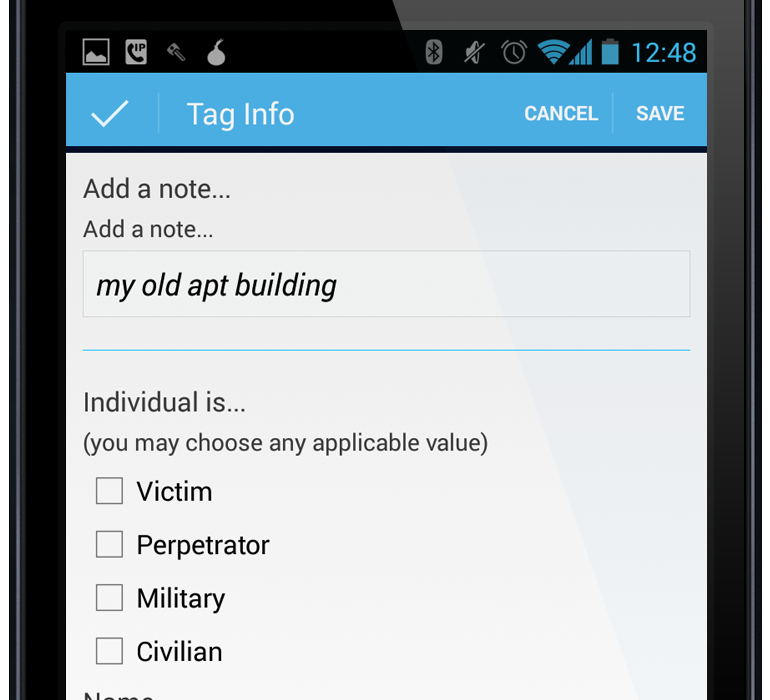 IP
12:48
Tag Info
CANCEL
SAVE
Add a note...
Add a note...
my old apt building
Individual is...
(you may choose any applicable value)
Victim
Perpetrator
Military
Civilian